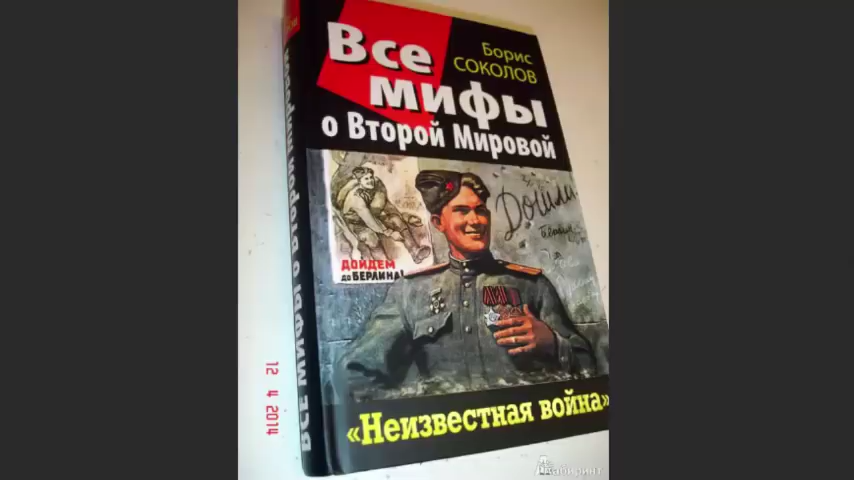 Борис
СОКОЛОВ
Все
мифы
о Второй Мировой
ДОЙДЕМ
ДО БЕРЛИНА!
Дошли
«Неизвестная война»
ВСЕ МИФЫ О ВТОРОЙ МИРОВОЙ
12 4 2014
Лабиринт